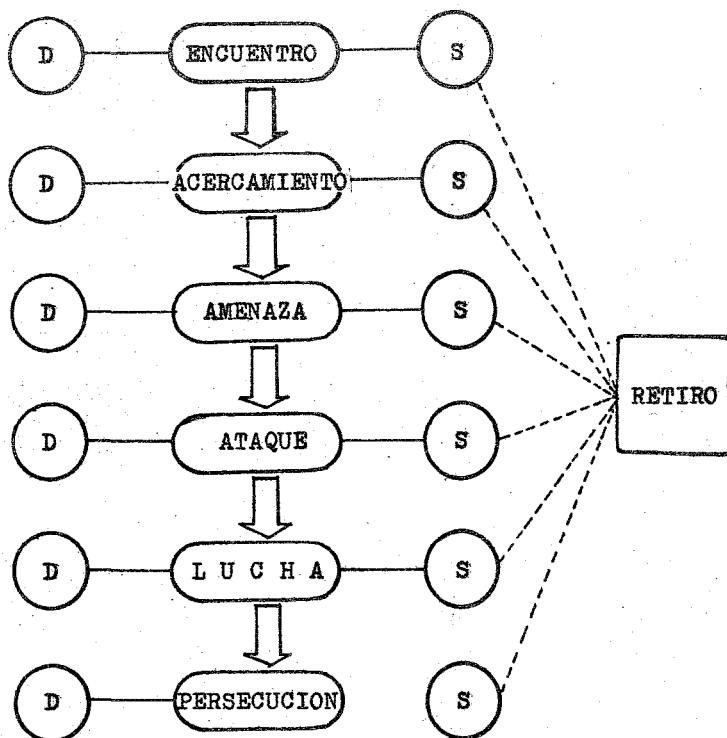 D ENCUENTRO S
D ACERCAMIENTO S
D AMENAZA S
RETIRO
D ATAQUE S
D L U C H A S
D PERSECUCION S